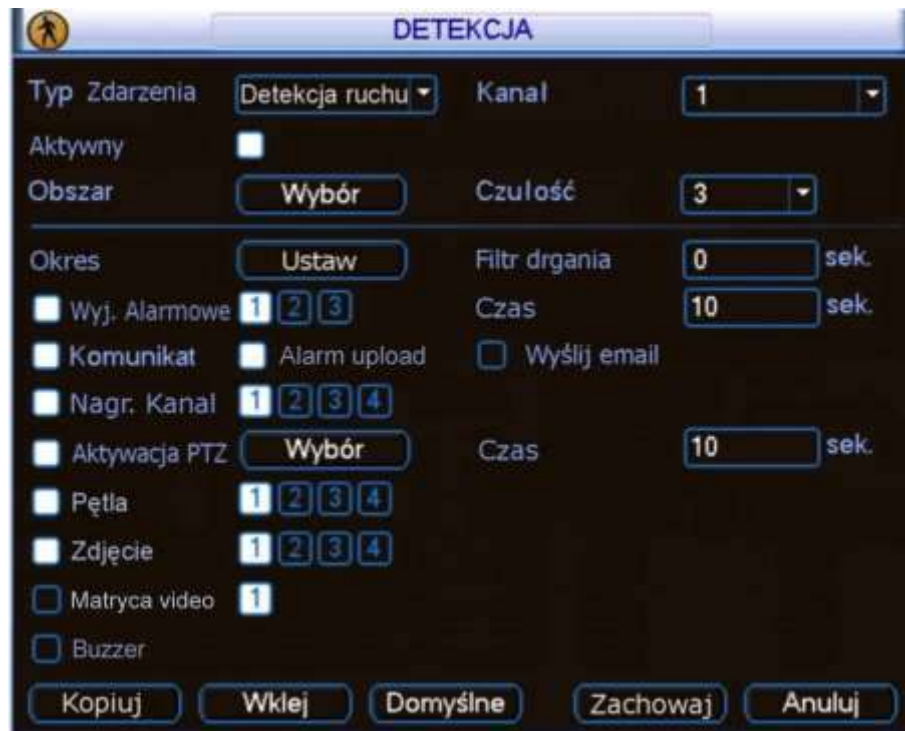 DETEKCJA
Typ Zdarzenia Detekcja ruchu Kanał 1
Aktywny
Obszar Wybór Czułość 3
Okres Ustaw Filtr drgania 0 sek.
Wyj. Alarmowe 1 2 3 Czas 10 sek.
Komunikat Alarm upload Wyślij email
Nagr. Kanał 1 2 3 4
Aktywacja PTZ Wybór Czas 10 sek.
Pętla 1 2 3 4
Zdjęcie 1 2 3 4
Matryca video 1
Buzzer
Kopiuj Wklej Domyślne Zachowaj Anuluj